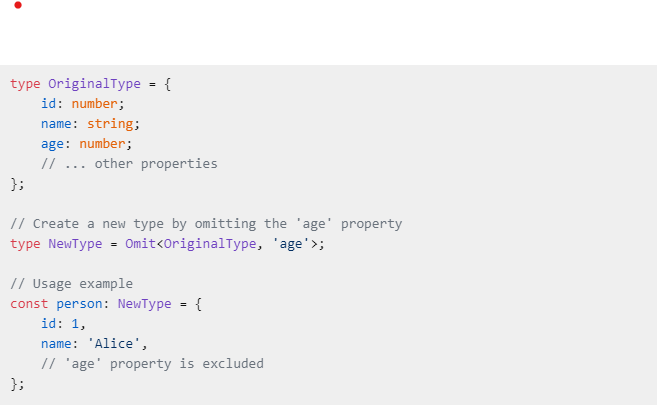 type OriginalType = {
    id: number;
    name: string;
    age: number;
    // ... other properties
};

// Create a new type by omitting the 'age' property
type NewType = Omit<OriginalType, 'age'>;

// Usage example
const person: NewType = {
    id: 1,
    name: 'Alice',
    // 'age' property is excluded
};